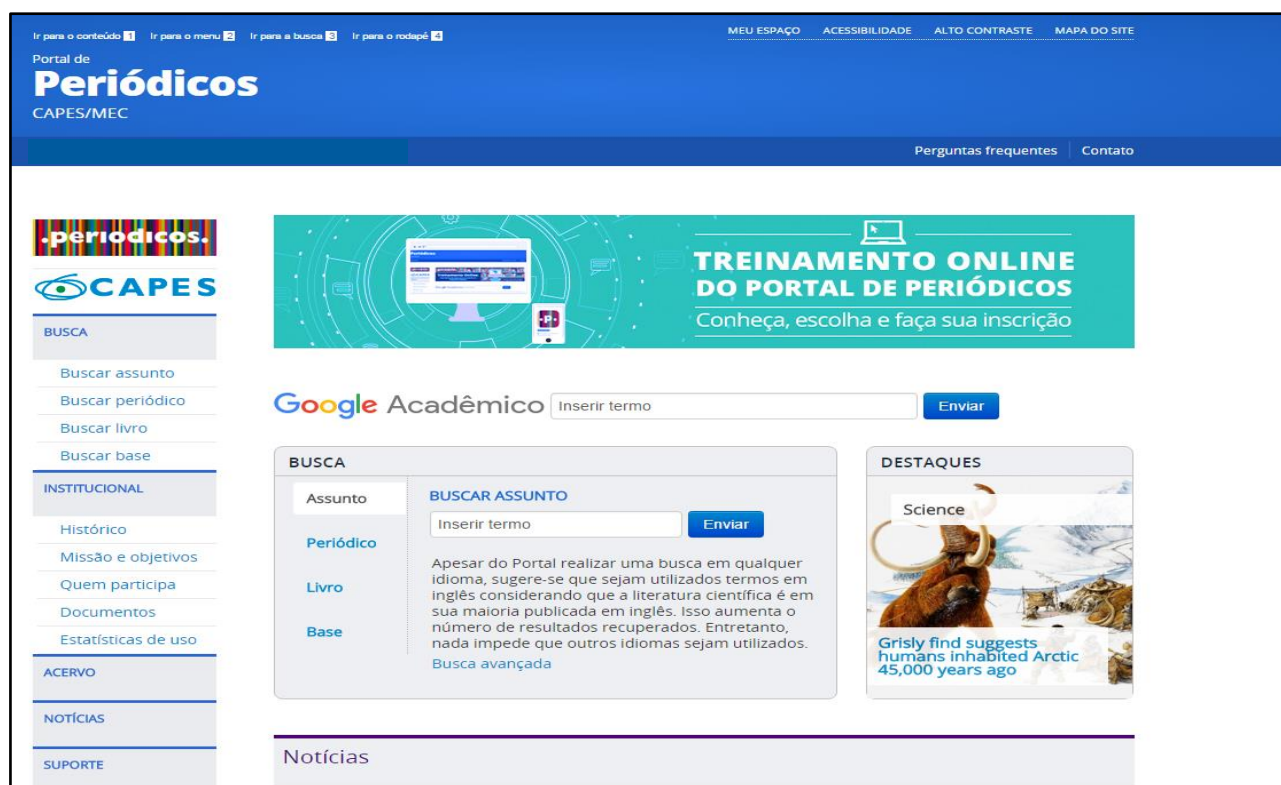 Ir para o conteúdo 1 Ir para o menu 2 Ir para a busca 3 Ir para o rodapé 4
MEU ESPAÇO ACESSIBILIDADE ALTO CONTRASTE MAPA DO SITE
Portal de
Periódicos
CAPES/MEC
Perguntas frequentes Contato
.periodicos.
CAPES
BUSCA
Buscar assunto
Buscar periódico
Buscar livro
Buscar base
INSTITUCIONAL
Histórico
Missão e objetivos
Quem participa
Documentos
Estatísticas de uso
ACERVO
NOTÍCIAS
SUPORTE
.P.
TREINAMENTO ONLINE
DO PORTAL DE PERIÓDICOS
Conheça, escolha e faça sua inscrição
Google Acadêmico Inserir termo Enviar
BUSCA
Assunto
Periódico
Livro
Base
BUSCAR ASSUNTO
Inserir termo Enviar
Apesar do Portal realizar uma busca em qualquer
idioma, sugere-se que sejam utilizados termos em
inglês considerando que a literatura científica é em
sua maioria publicada em inglês. Isso aumenta o
número de resultados recuperados. Entretanto,
nada impede que outros idiomas sejam utilizados.
Busca avançada
DESTAQUES
Science
Grisly find suggests
humans inhabited Arctic
45,000 years ago
Notícias